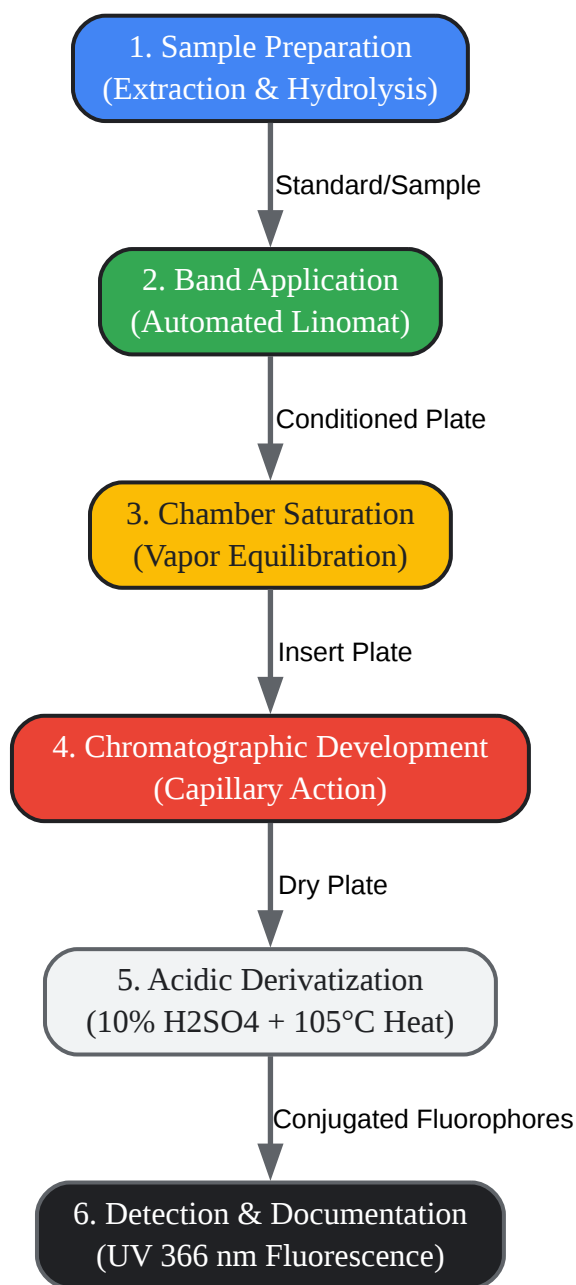 1. Sample Preparation
(Extraction & Hydrolysis)
Standard/Sample
2. Band Application
(Automated Linomat)
Conditioned Plate
3. Chamber Saturation
(Vapor Equilibration)
Insert Plate
4. Chromatographic Development
(Capillary Action)
Dry Plate
5. Acidic Derivatization
(10% H2SO4 + 105°C Heat)
Conjugated Fluorophores
6. Detection & Documentation
(UV 366 nm Fluorescence)